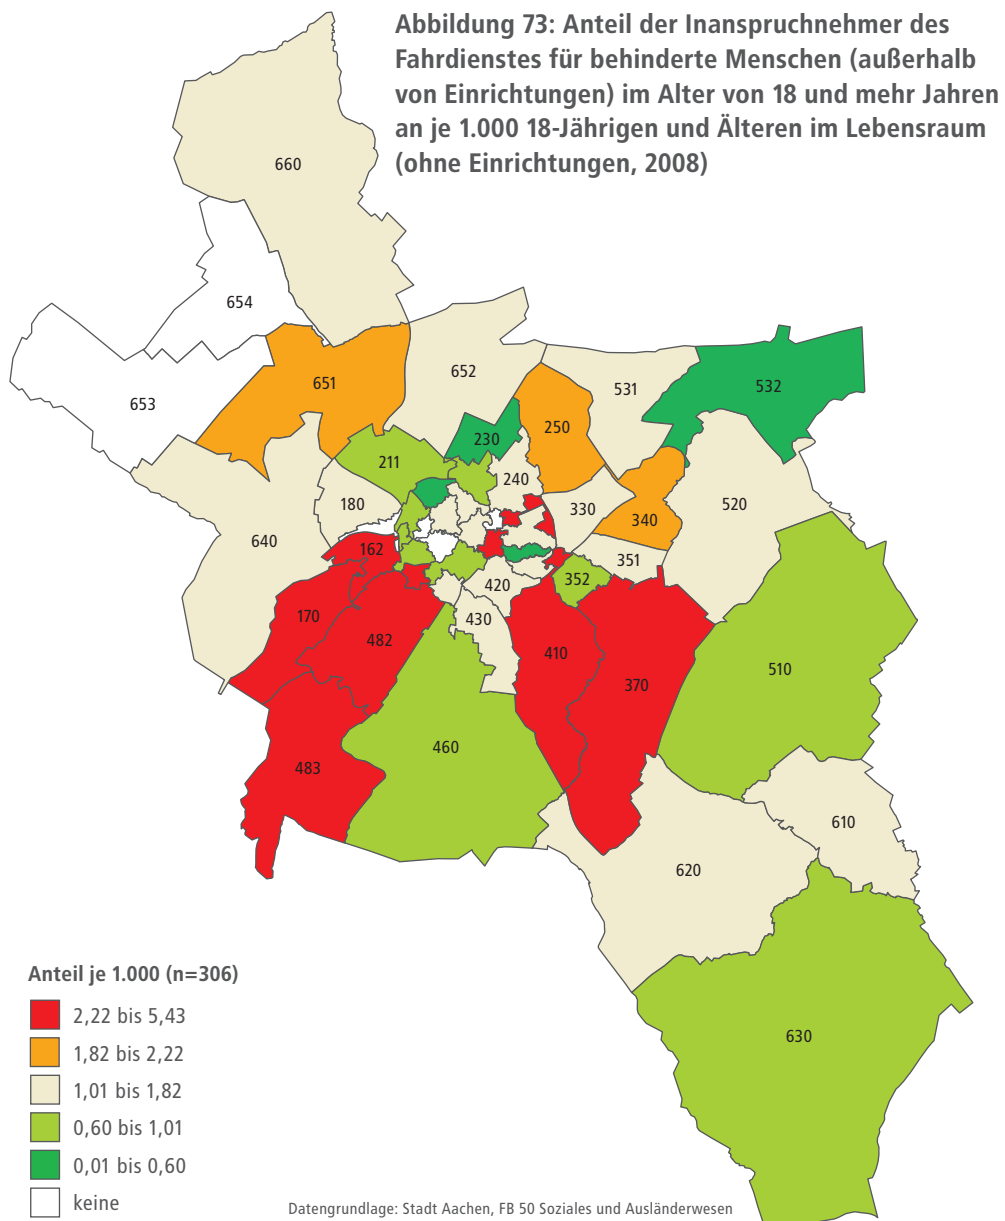 Abbildung 73: Anteil der Inanspruchnehmer des
Fahrdienstes für behinderte Menschen (außerhalb
von Einrichtungen) im Alter von 18 und mehr Jahren
an je 1.000 18-Jährigen und Älteren im Lebensraum
(ohne Einrichtungen, 2008)
660
654
653
651
652
531
532
230
250
211
240
180
330
340
520
640
162
351
352
420
170
430
482
410
370
510
460
483
610
620
630
Anteil je 1.000 (n=306)
2,22 bis 5,43
1,82 bis 2,22
1,01 bis 1,82
0,60 bis 1,01
0,01 bis 0,60
keine
Datengrundlage: Stadt Aachen, FB 50 Soziales und Ausländerwesen